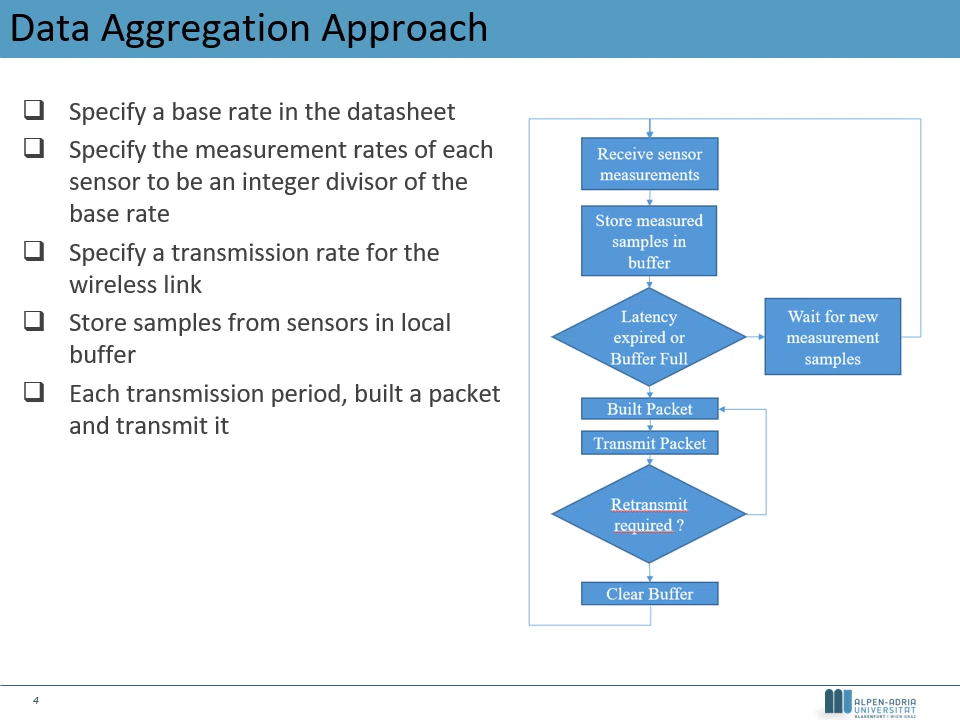 Data Aggregation Approach
Specify a base rate in the datasheet
Specify the measurement rates of each
sensor to be an integer divisor of the
base rate
Specify a transmission rate for the
wireless link
Store samples from sensors in local
buffer
Each transmission period, built a packet
and transmit it
Receive sensor
measurements
Store measured
samples in
buffer
Latency
expired or
Buffer Full
Wait for new
measurement
samples
Built Packet
Transmit Packet
Retransmit
required ?
Clear Buffer
4
ALPEN-ADRIA
UNIVERSITÄT
KLAGENFURT | WIEN GRAZ